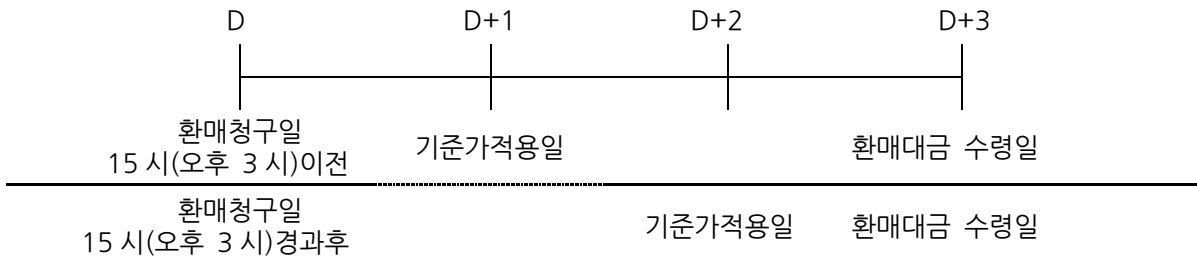 D D+1 D+2 D+3
환매청구일
15 시(오후 3 시)이전 기준가적용일 환매대금 수령일
환매청구일
15 시(오후 3 시)경과후 기준가적용일 환매대금 수령일